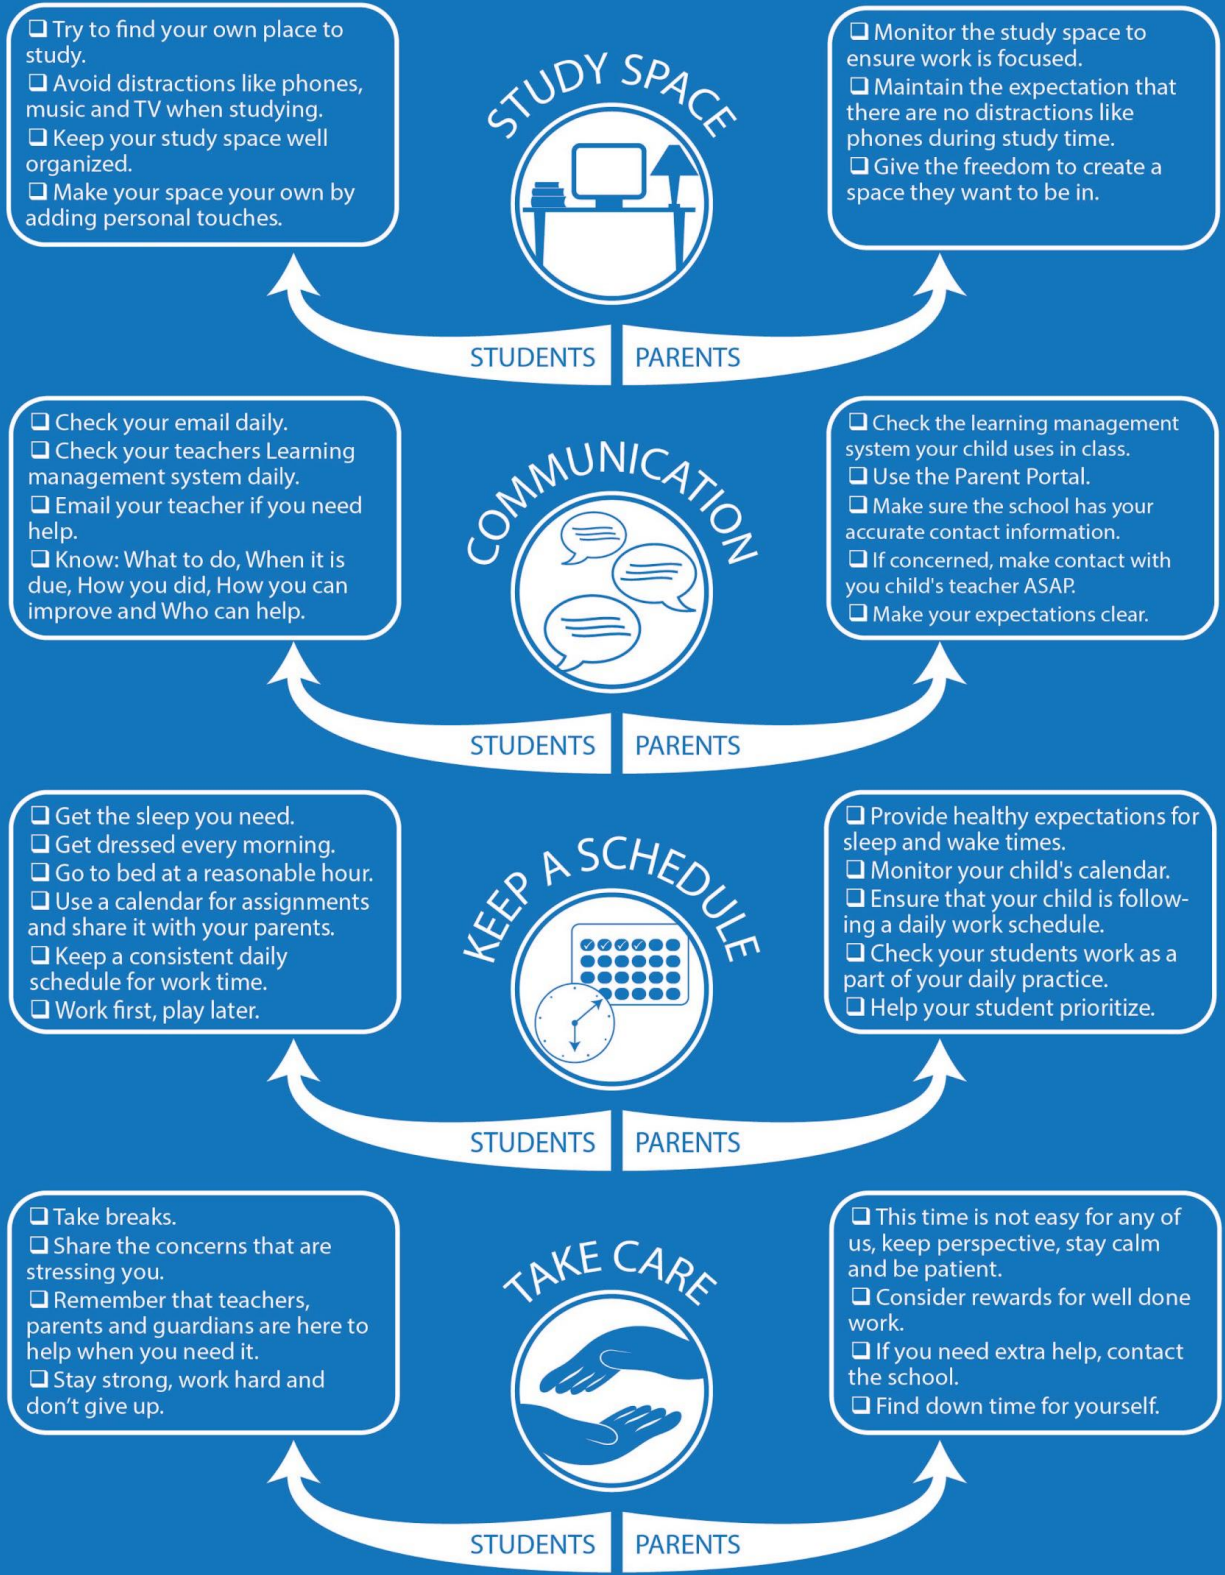 STUDY SPACE
❑ Try to find your own place to
study.
❑ Avoid distractions like phones,
music and TV when studying.
❑ Keep your study space well
organized.
❑ Make your space your own by
adding personal touches.
❑ Monitor the study space to
ensure work is focused.
❑ Maintain the expectation that
there are no distractions like
phones during study time.
❑ Give the freedom to create a
space they want to be in.
STUDENTS
PARENTS
COMMUNICATION
❑ Check your email daily.
❑ Check your teachers Learning
management system daily.
❑ Email your teacher if you need
help.
❑ Know: What to do, When it is
due, How you did, How you can
improve and Who can help.
❑ Check the learning management
system your child uses in class.
❑ Use the Parent Portal.
❑ Make sure the school has your
accurate contact information.
❑ If concerned, make contact with
you child's teacher ASAP.
❑ Make your expectations clear.
STUDENTS
PARENTS
KEEP A SCHEDULE
❑ Get the sleep you need.
❑ Get dressed every morning.
❑ Go to bed at a reasonable hour.
❑ Use a calendar for assignments
and share it with your parents.
❑ Keep a consistent daily
schedule for work time.
❑ Work first, play later.
❑ Provide healthy expectations for
sleep and wake times.
❑ Monitor your child's calendar.
❑ Ensure that your child is follow-
ing a daily work schedule.
❑ Check your students work as a
part of your daily practice.
❑ Help your student prioritize.
STUDENTS
PARENTS
TAKE CARE
❑ Take breaks.
❑ Share the concerns that are
stressing you.
❑ Remember that teachers,
parents and guardians are here to
help when you need it.
❑ Stay strong, work hard and
don't give up.
❑ This time is not easy for any of
us, keep perspective, stay calm
and be patient.
❑ Consider rewards for well done
work.
❑ If you need extra help, contact
the school.
❑ Find down time for yourself.
STUDENTS
PARENTS